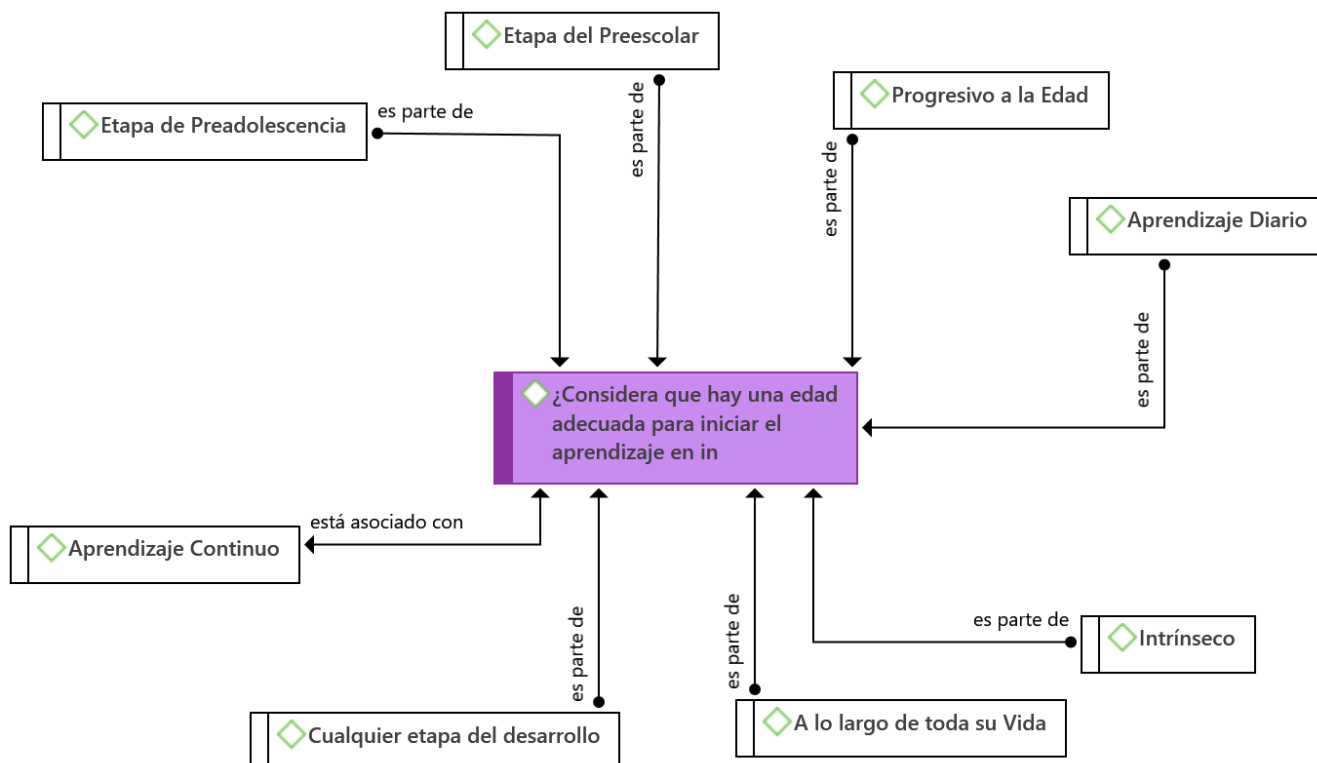 Etapa del Preescolar
Progresivo a la Edad
Etapa de Preadolescencia
es parte de
es parte de
es parte de
Aprendizaje Diario
es parte de
¿Considera que hay una edad
adecuada para iniciar el
aprendizaje en in
está asociado con
Aprendizaje Continuo
es parte de
es parte de
es parte de
Intrínseco
Cualquier etapa del desarrollo
A lo largo de toda su Vida